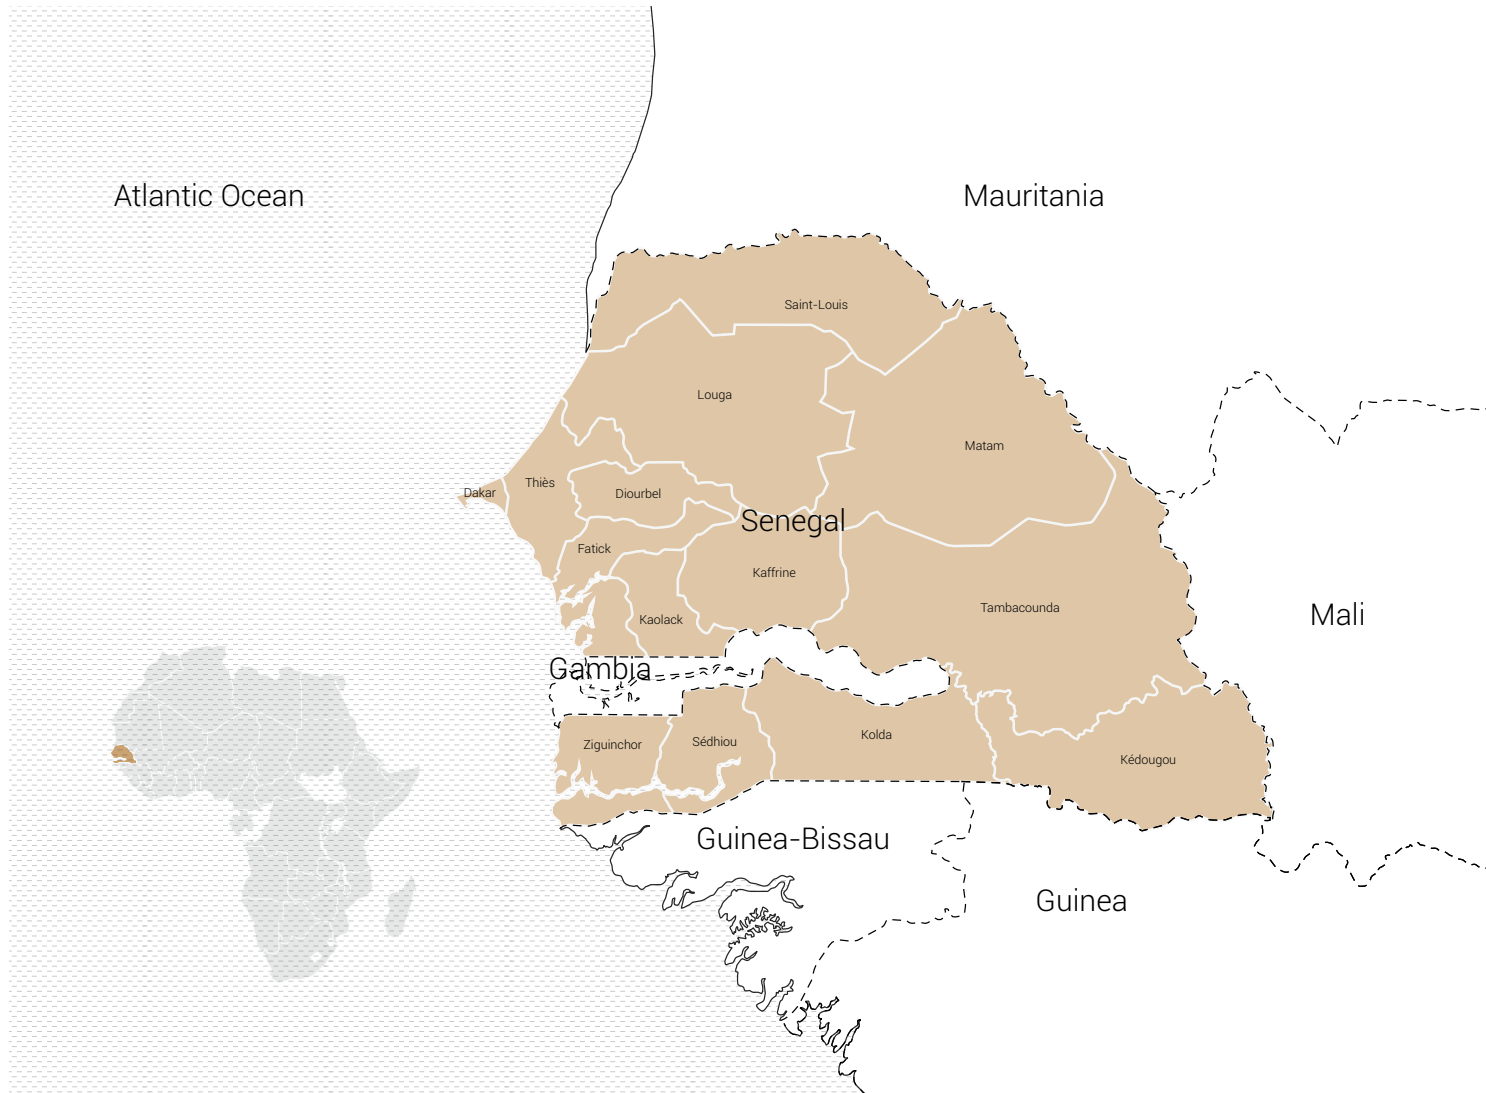 Atlantic Ocean
Mauritania
Saint-Louis
Louga
Matam
Thiès
Dakar
Diourbel
Senegal
Fatick
Kaffrine
Tambacounda
Kaolack
Mali
Gambia
Ziguinchor
Sédhiou
Kolda
Kédougou
Guinea-Bissau
Guinea